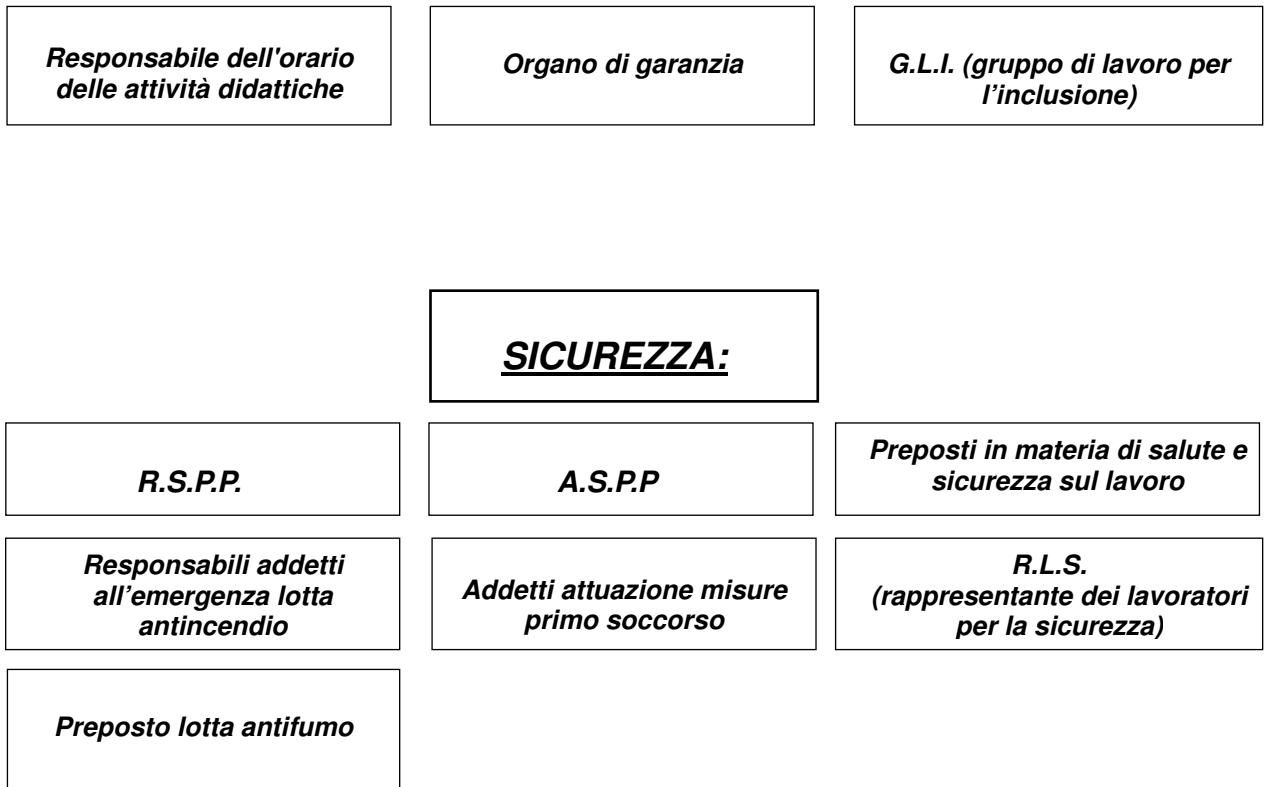 Responsabile dell'orario
delle attività didattiche
Organo di garanzia
G.L.I. (gruppo di lavoro per
l’inclusione)
SICUREZZA:
R.S.P.P.
A.S.P.P
Preposti in materia di salute e
sicurezza sul lavoro
Responsabili addetti
all’emergenza lotta
antincendio
Addetti attuazione misure
primo soccorso
R.L.S.
(rappresentante dei lavoratori
per la sicurezza)
Preposto lotta antifumo